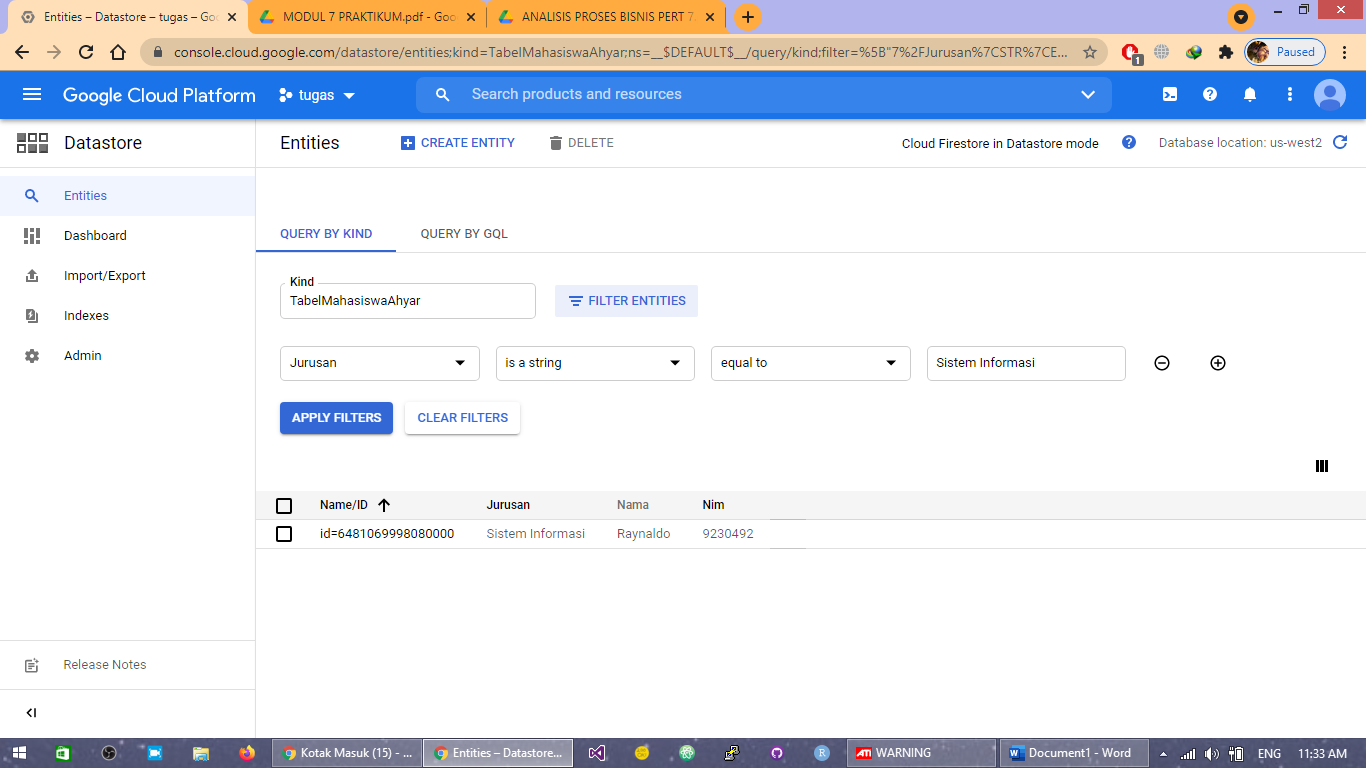 Entities – Datastore – tugas – Goo
MODUL 7 PRAKTIKUM.pdf - Goo
ANALISIS PROSES BISNIS PERT 7.
console.cloud.google.com/datastore/entities;kind=TabelMahasiswaAhyar;ns=__$DEFAULT$__/query/kind;filter=%5B"7%2FJurusan%7CSTR%7CE...
1
Paused
Google Cloud Platform
tugas
Search products and resources
Datastore
Entities
CREATE ENTITY
DELETE
Cloud Firestore in Datastore mode
Database location: us-west2
Entities
Dashboard
Import/Export
Indexes
Admin
QUERY BY KIND
QUERY BY GQL
Kind
TabelMahasiswaAhyar
FILTER ENTITIES
Jurusan
is a string
equal to
Sistem Informasi
APPLY FILTERS
CLEAR FILTERS
Name/ID Jurusan Nama Nim
id=6481069998080000 Sistem Informasi Raynaldo 9230492
Release Notes
Kotak Masuk (15) - ...
Entities – Datastore...
R
ATI WARNING
Document1 - Word
ENG
11:33 AM